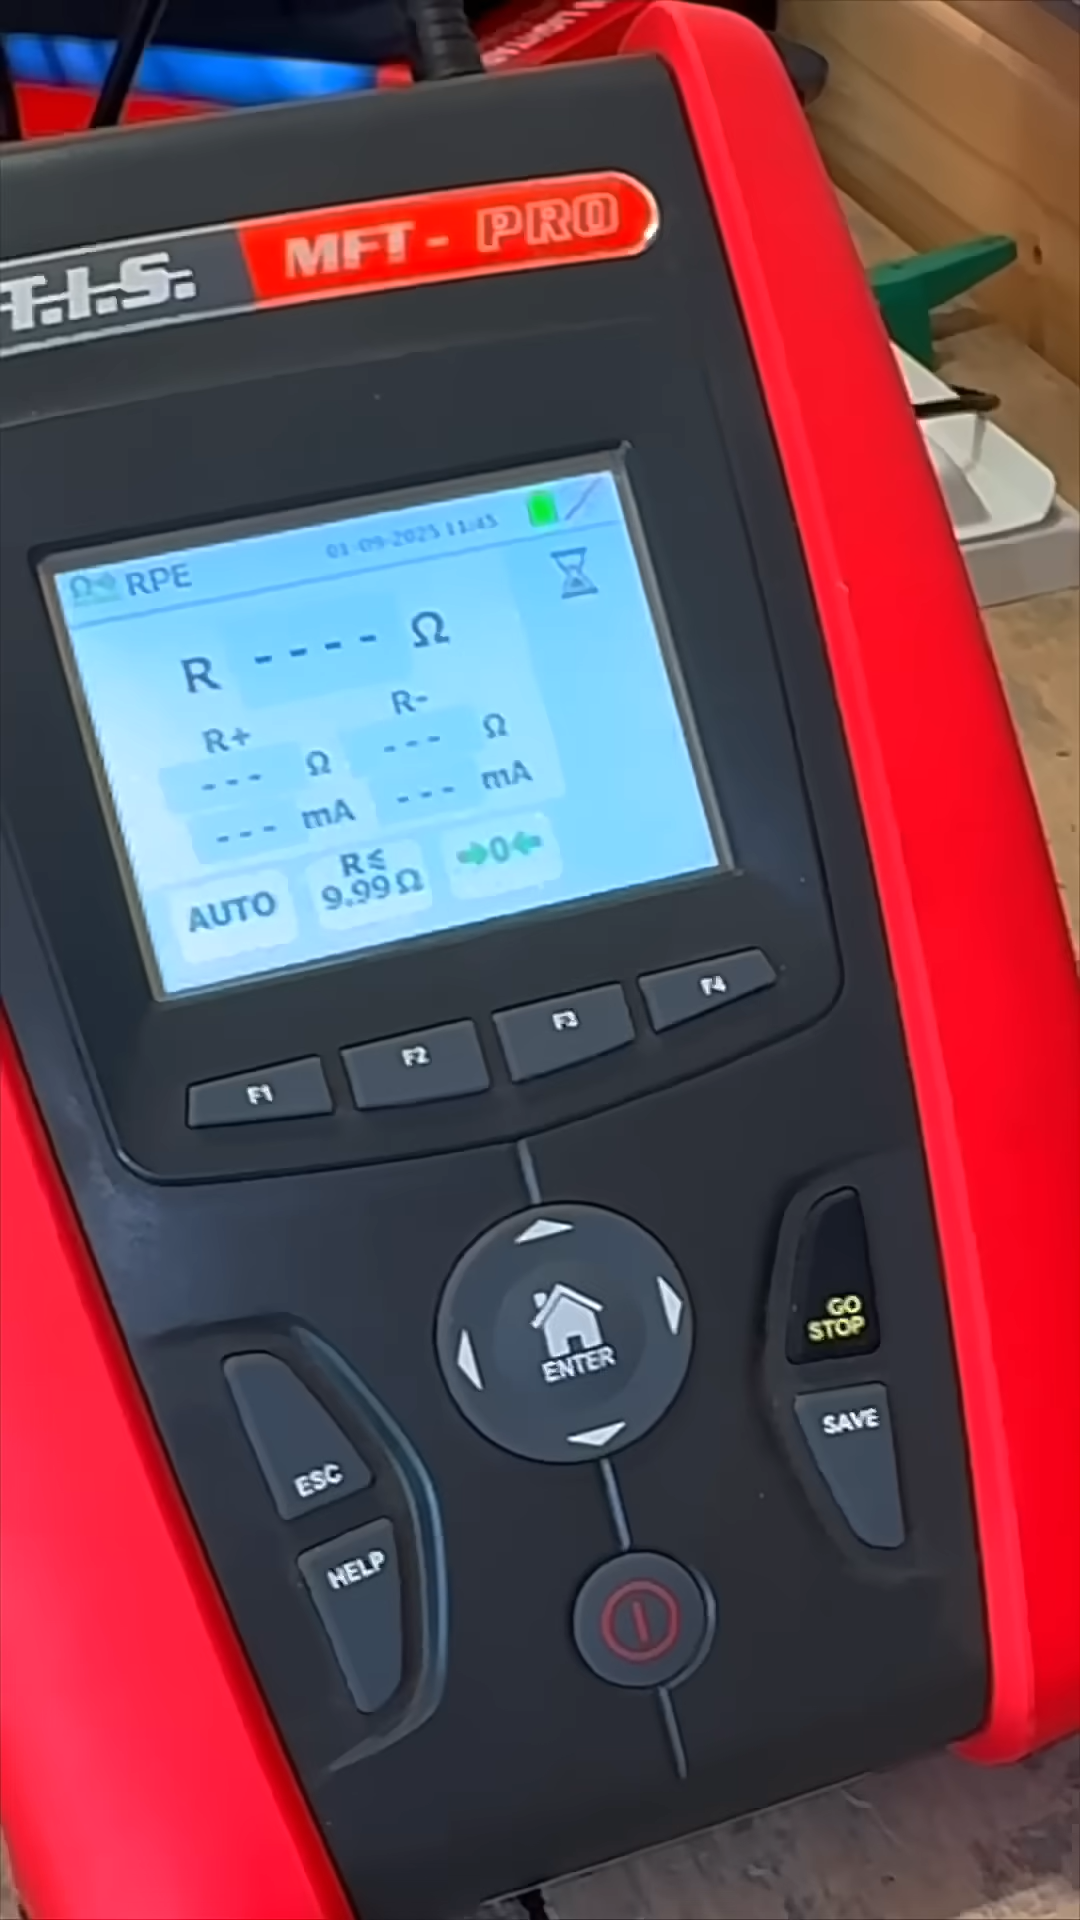 T.I.S. MFT - PRO
01-09-2025 11:45
RPE
R ---- Ω
R+ R-
--- Ω --- Ω
--- mA --- mA
AUTO R≤ 9.99Ω →0←
F1 F2 F3 F4
ENTER
GO
STOP
SAVE
ESC
HELP